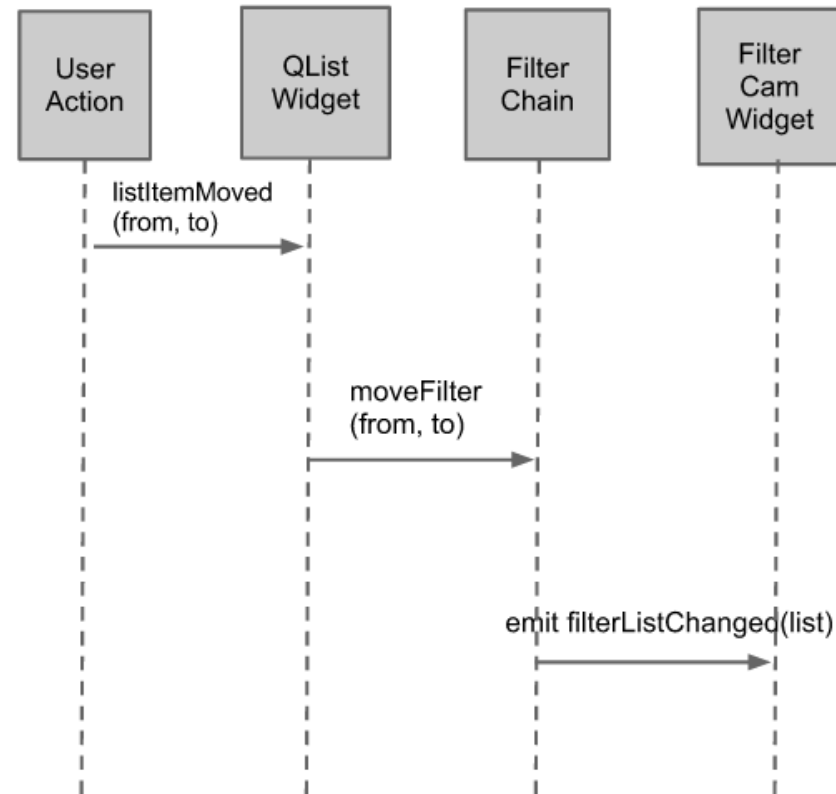 User
Action
QList
Widget
Filter
Chain
Filter
Cam
Widget
listItemMoved
(from, to)
moveFilter
(from, to)
emit filterListChanged(list)